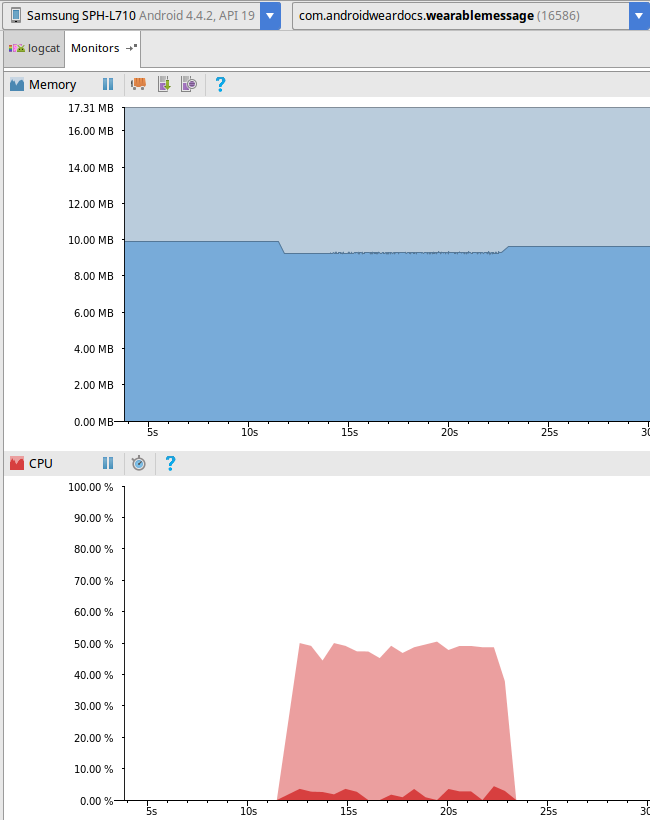 Samsung SPH-L710 Android 4.4.2, API 19
com.androidweardocs.wearablemessage (16586)
logcat
Monitors
Memory
?
17.31 MB
16.00 MB
14.00 MB
12.00 MB
10.00 MB
8.00 MB
6.00 MB
4.00 MB
2.00 MB
0.00 MB
5s 10s 15s 20s 25s 30
CPU
?
100.00 %
90.00 %
80.00 %
70.00 %
60.00 %
50.00 %
40.00 %
30.00 %
20.00 %
10.00 %
0.00 %
5s 10s 15s 20s 25s 30